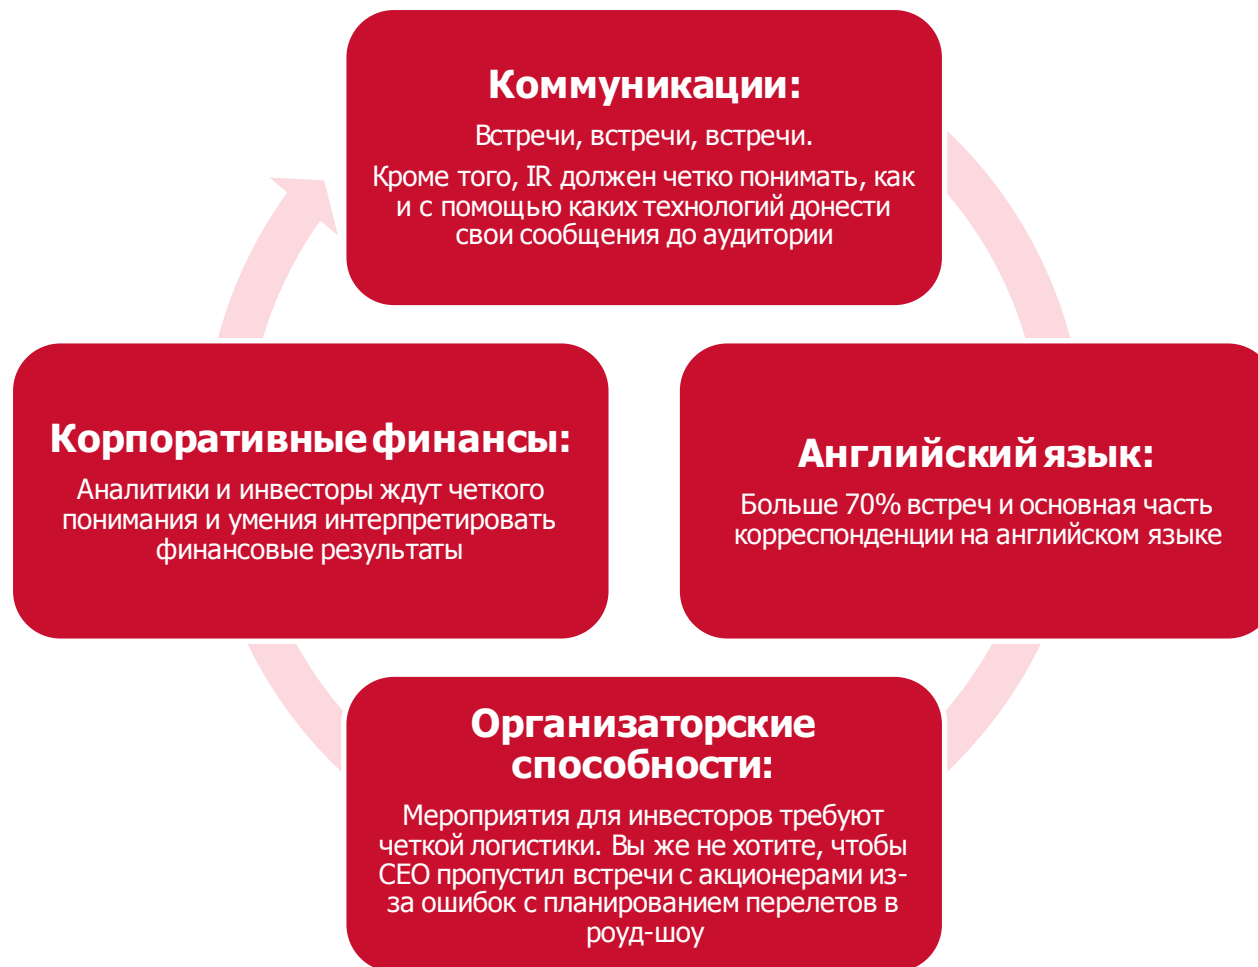 Коммуникации:
Встречи, встречи, встречи.
Кроме того, IR должен четко понимать, как
и с помощью каких технологий донести
свои сообщения до аудитории
Английский язык:
Больше 70% встреч и основная часть
корреспонденции на английском языке
Организаторские
способности:
Мероприятия для инвесторов требуют
четкой логистики. Вы же не хотите, чтобы
CEO пропустил встречи с акционерами из-
за ошибок с планированием перелетов в
роуд-шоу
Корпоративные финансы:
Аналитики и инвесторы ждут четкого
понимания и умения интерпретировать
финансовые результаты